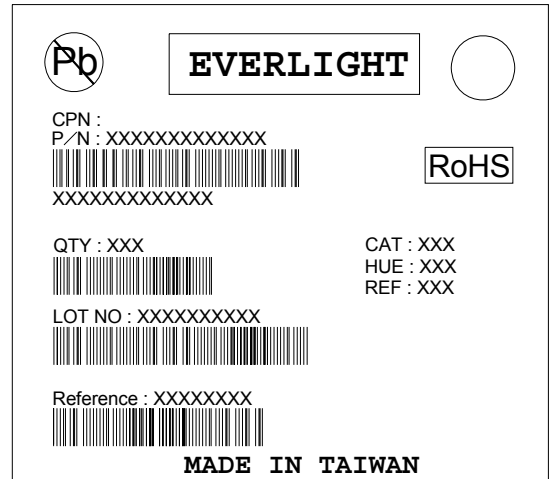 Pb
EVERLIGHT
CPN :
P/N : XXXXXXXXXXXXX
RoHS
XXXXXXXXXXXXX
QTY : XXX
CAT : XXX
HUE : XXX
REF : XXX
LOT NO : XXXXXXXXXX
Reference : XXXXXXXX
MADE IN TAIWAN